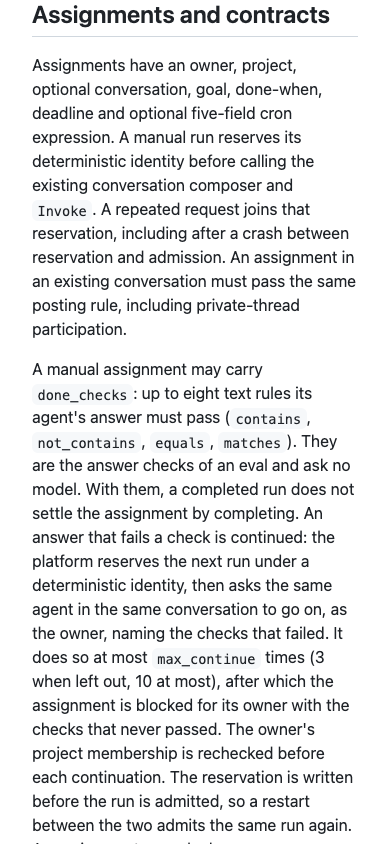 Assignments and contracts
Assignments have an owner, project,
optional conversation, goal, done-when,
deadline and optional five-field cron
expression. A manual run reserves its
deterministic identity before calling the
existing conversation composer and
Invoke . A repeated request joins that
reservation, including after a crash between
reservation and admission. An assignment in
an existing conversation must pass the same
posting rule, including private-thread
participation.
A manual assignment may carry
done_checks : up to eight text rules its
agent's answer must pass ( contains ,
not_contains , equals , matches ). They
are the answer checks of an eval and ask no
model. With them, a completed run does not
settle the assignment by completing. An
answer that fails a check is continued: the
platform reserves the next run under a
deterministic identity, then asks the same
agent in the same conversation to go on, as
the owner, naming the checks that failed. It
does so at most max_continue times (3
when left out, 10 at most), after which the
assignment is blocked for its owner with the
checks that never passed. The owner's
project membership is rechecked before
each continuation. The reservation is written
before the run is admitted, so a restart
between the two admits the same run again.